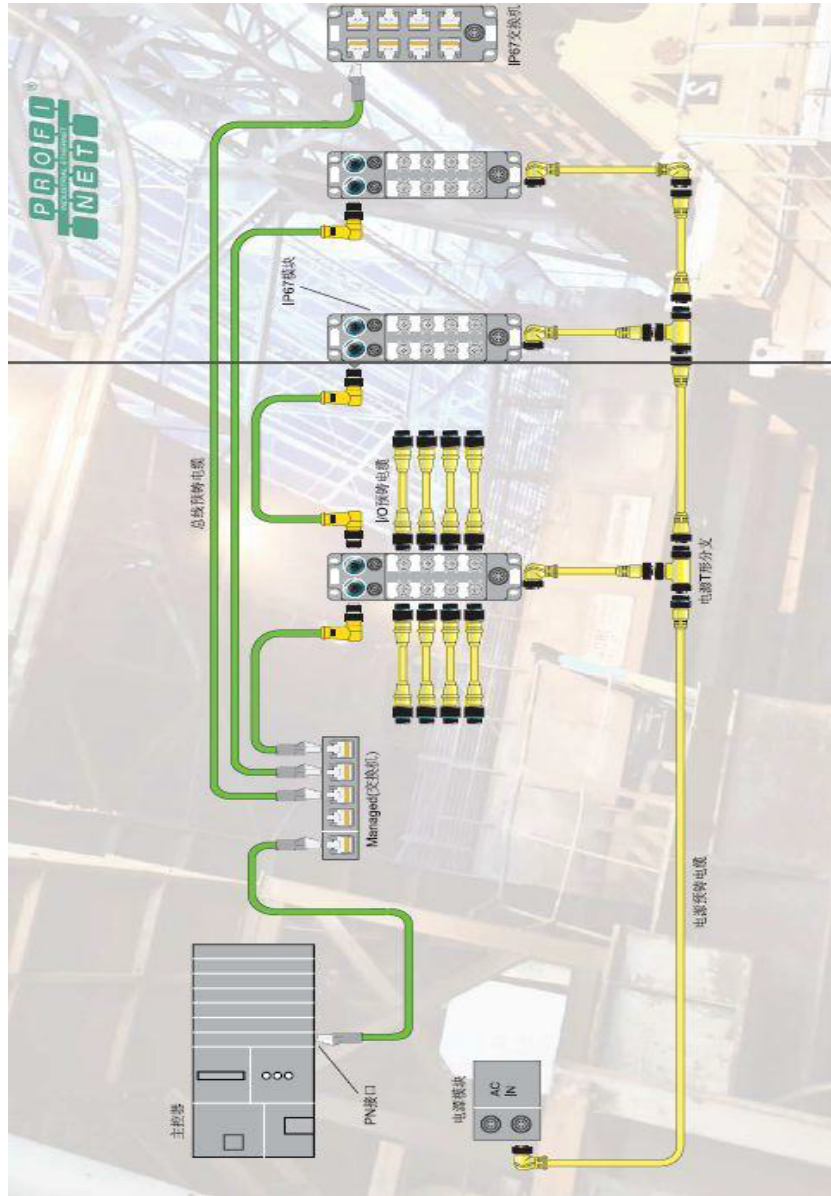 PROFI®
INDUSTRIAL ETHERNET
NET
IP67交换机
IP67模块
总线预铸电缆
I/O预铸电缆
电源T形分支
Managed(交换机)
电源预铸电缆
主控器
PN接口
电源模块
AC
IN